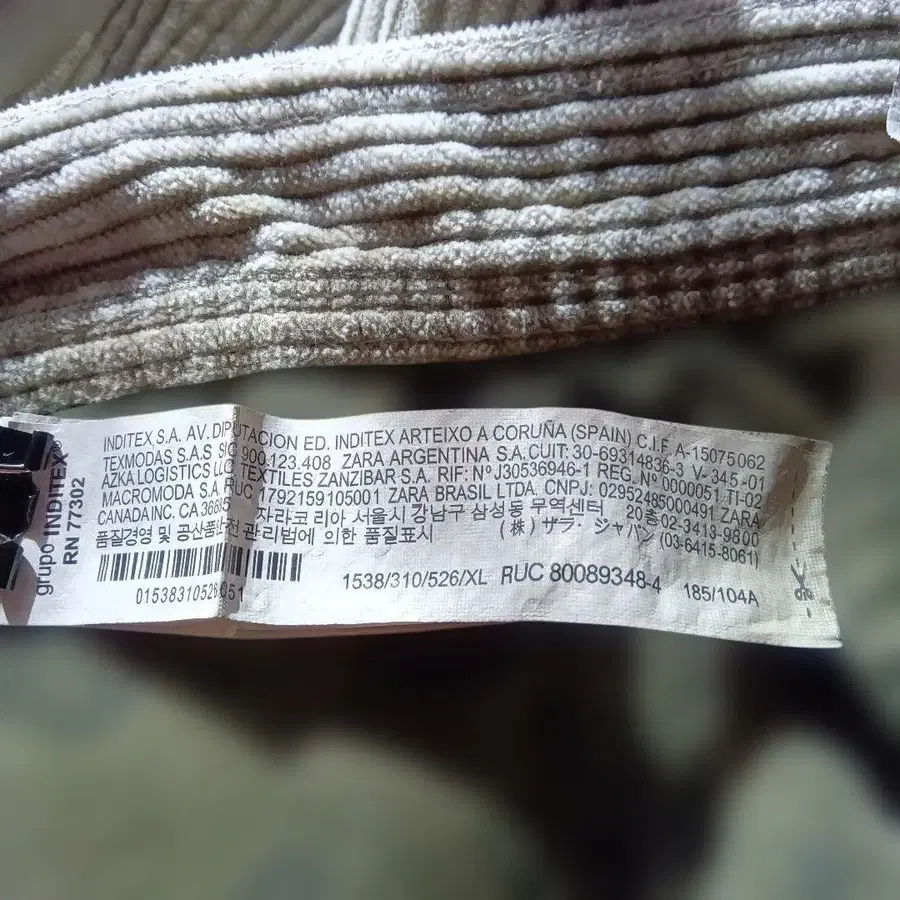 grupo INDITEX®
RN 77302
INDITEX S.A. AV. DIPUTACION ED. INDITEX ARTEIXO A CORUÑA (SPAIN) C.I.F. A-15075062
TEXMODAS S.A.S SIC 900.123.408 ZARA ARGENTINA S.A. CUIT: 30-69314836-3 V-345-01
AZKA LOGISTICS LLC TEXTILES ZANZIBAR S.A. RIF: Nº J30536946-1 REG. Nº 0000051 TI-02
MACROMODA S.A. RUC 1792159105001 ZARA BRASIL LTDA, CNPJ: 02952485000491 ZARA
CANADA INC. CA 36685 자라코리아 서울시 강남구 삼성동 무역센터 20층 02-3413-9800
품질경영 및 공산품안전 관리법에 의한 품질표시 (株) ザラ・ジャパン (03-6415-8061)
01538310526051
1538/310/526/XL RUC 80089348-4 185/104A